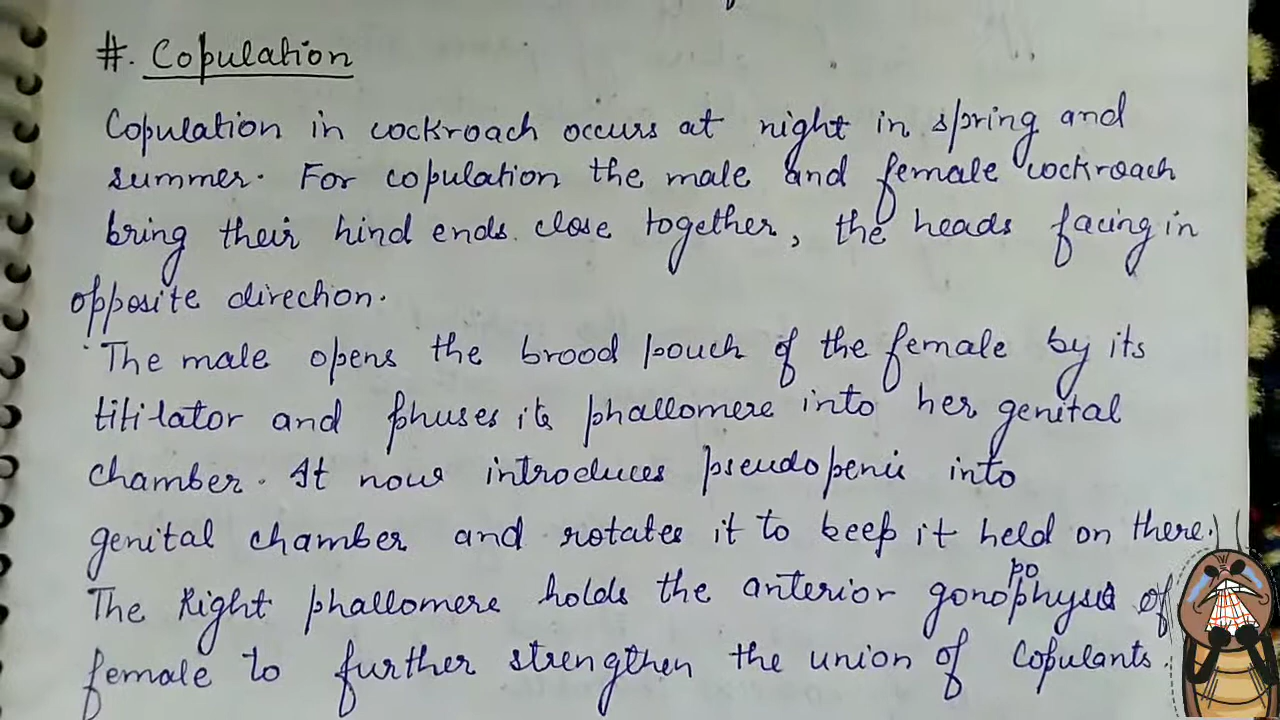 #. Copulation
Copulation in cockroach occurs at night in spring and
summer. For copulation the male and female cockroach
bring their hind ends close together, the heads facing in
opposite direction.
The male opens the brood pouch of the female by its
titilator and phuses its phallomere into her genital
chamber. It now introduces pseudopenis into
genital chamber and rotates it to keep it held on there.
The Right phallomere holds the anterior gonopophyses of
female to further strengthen the union of copulants.